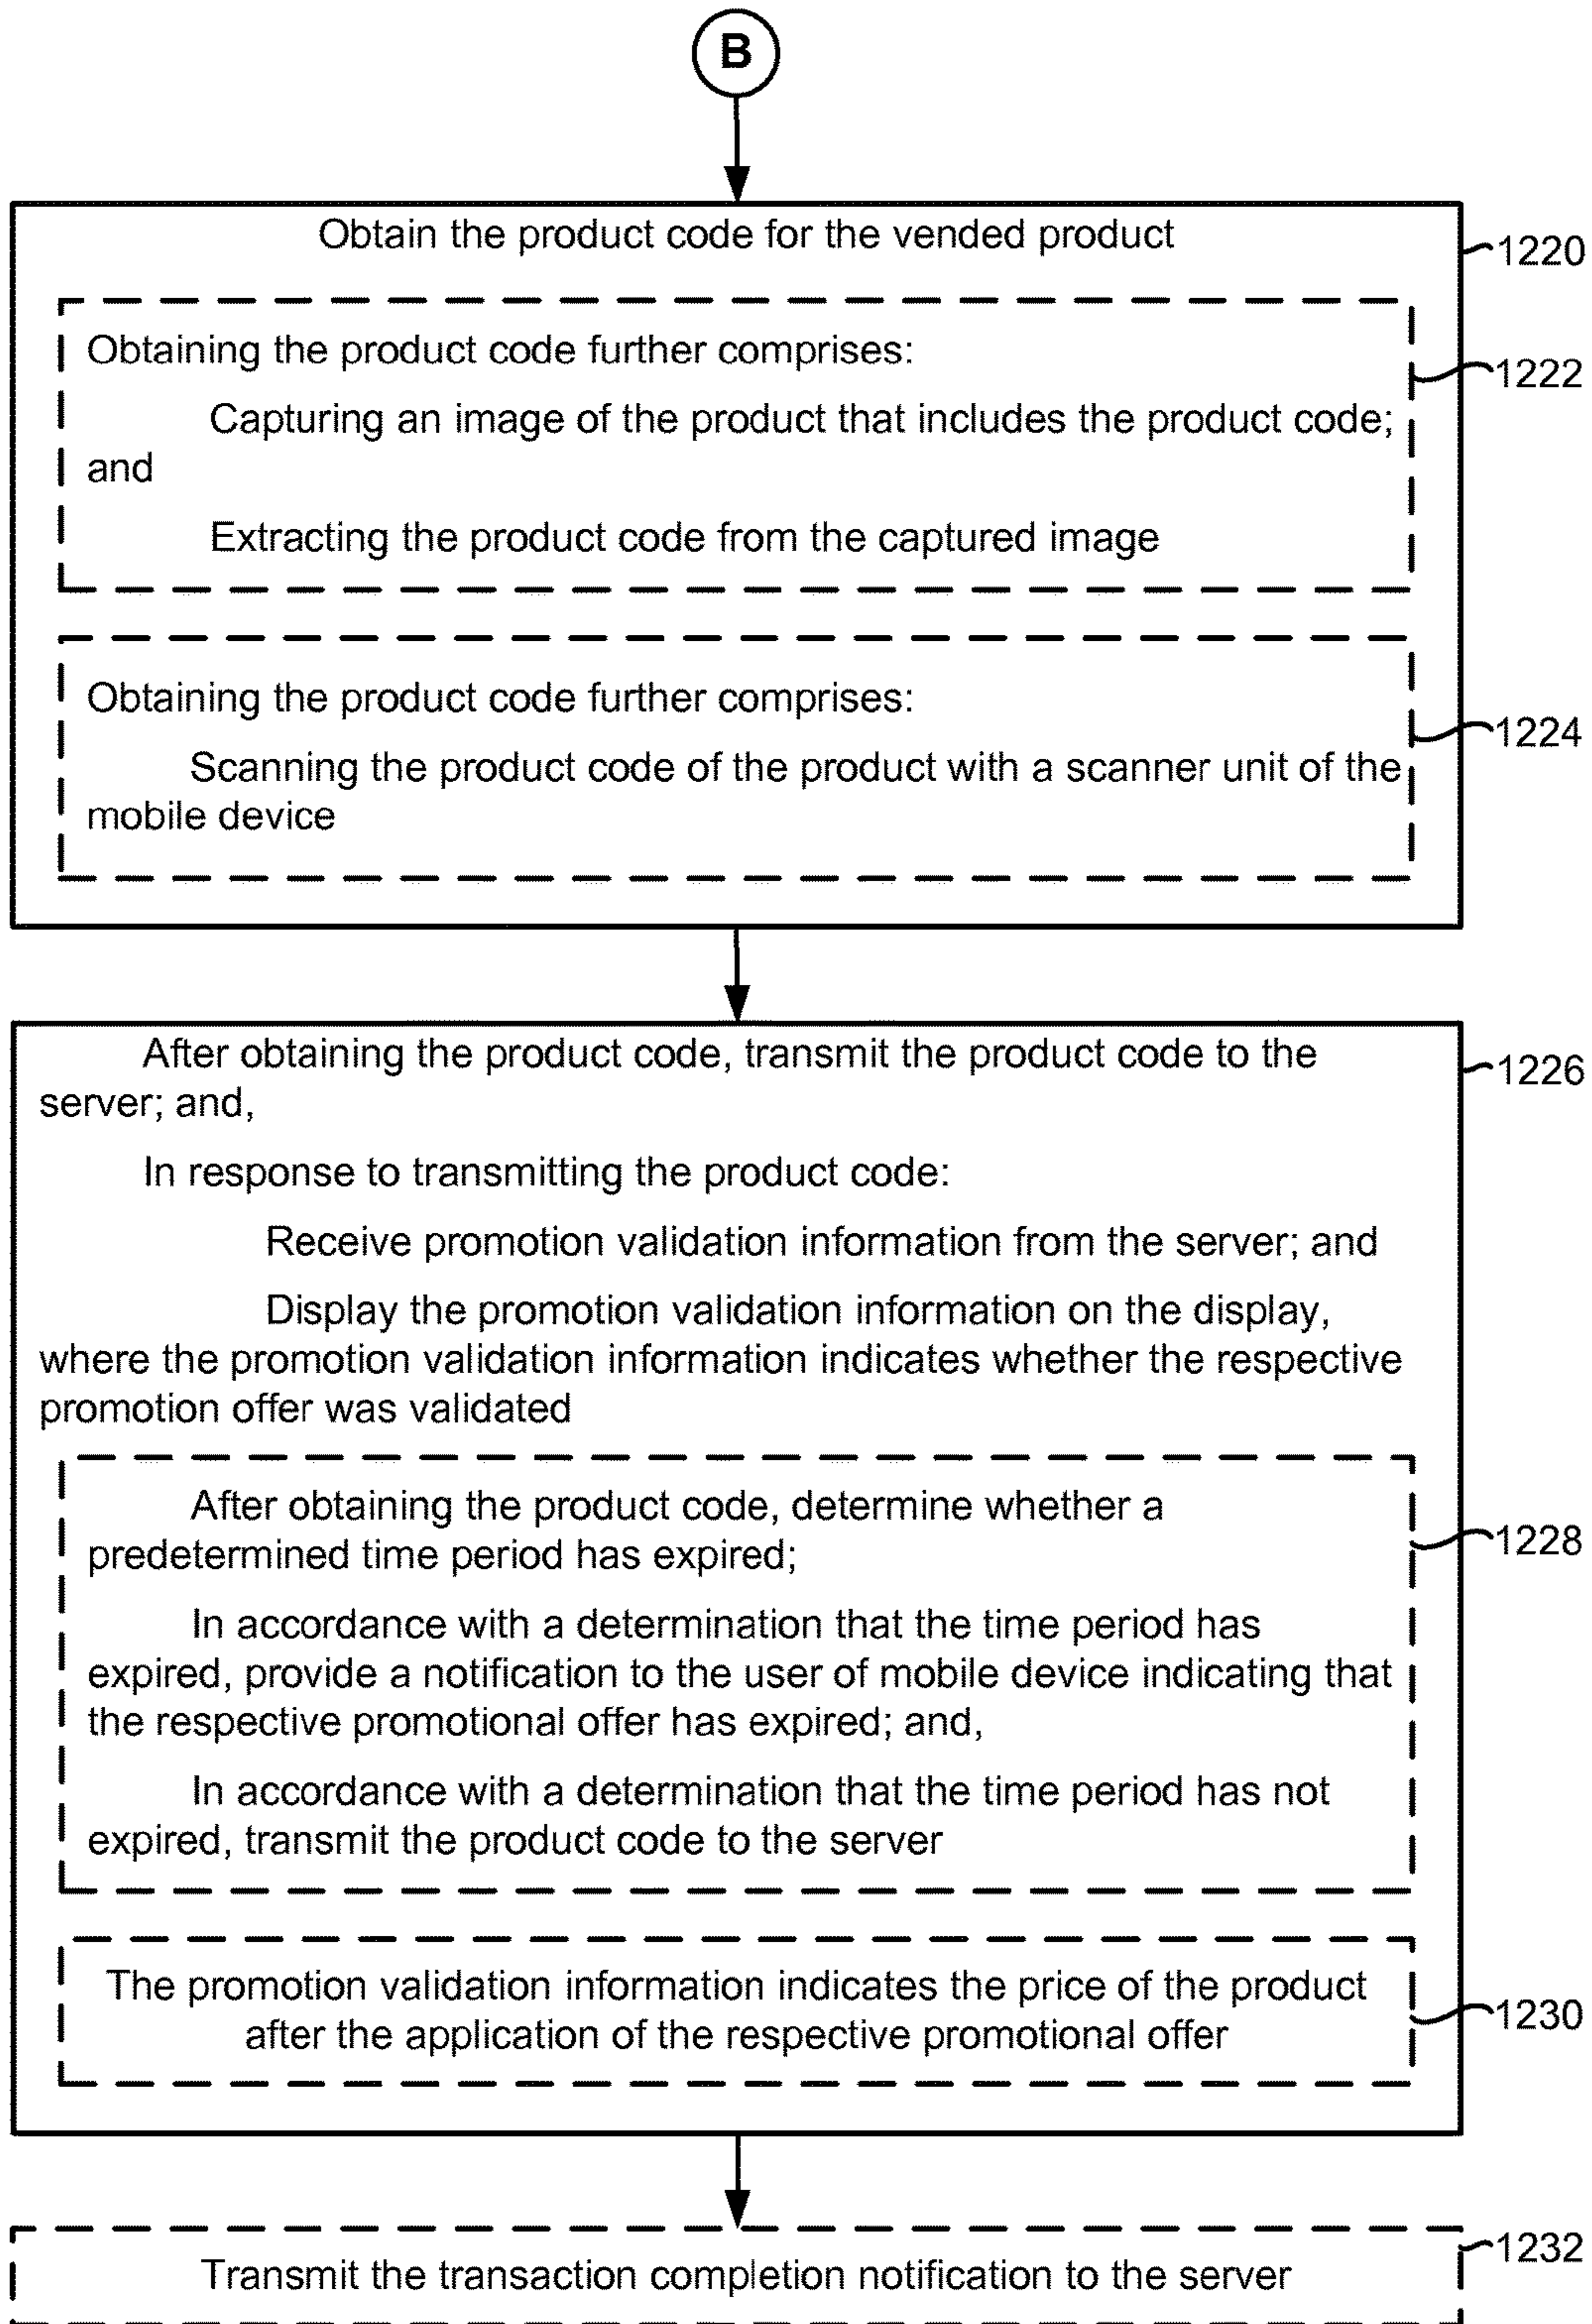 B
Obtain the product code for the vended product
1220
Obtaining the product code further comprises:
1222
Capturing an image of the product that includes the product code;
and
Extracting the product code from the captured image
Obtaining the product code further comprises:
1224
Scanning the product code of the product with a scanner unit of the
mobile device
After obtaining the product code, transmit the product code to the
1226
server; and,
In response to transmitting the product code:
Receive promotion validation information from the server; and
Display the promotion validation information on the display,
where the promotion validation information indicates whether the respective
promotion offer was validated
After obtaining the product code, determine whether a
1228
predetermined time period has expired;
In accordance with a determination that the time period has
expired, provide a notification to the user of mobile device indicating that
the respective promotional offer has expired; and,
In accordance with a determination that the time period has not
expired, transmit the product code to the server
The promotion validation information indicates the price of the product
1230
after the application of the respective promotional offer
1232
Transmit the transaction completion notification to the server